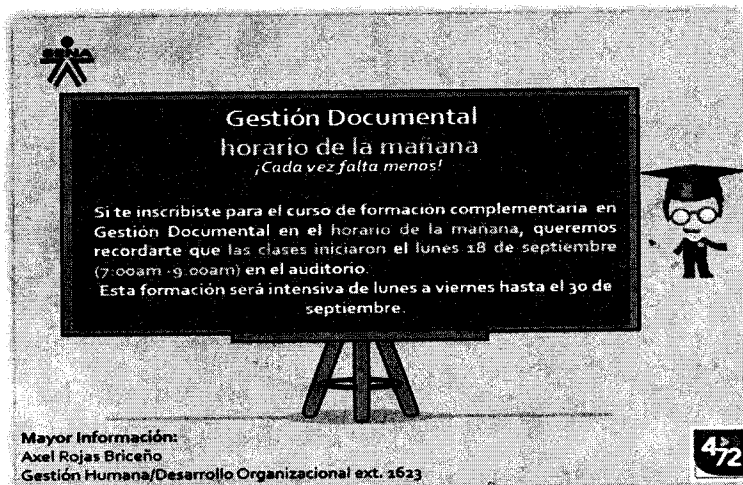 SENA
Gestión Documental
horario de la mañana
¡Cada vez falta menos!
Si te inscribiste para el curso de formación complementaria en
Gestión Documental en el horario de la mañana, queremos
recordarte que las clases iniciaron el lunes 18 de septiembre
(7:00am -9:00am) en el auditorio.
Esta formación será intensiva de lunes a viernes hasta el 30 de
septiembre.
Mayor Información:
Axel Rojas Briceño
Gestión Humana/Desarrollo Organizacional ext. 1623
472